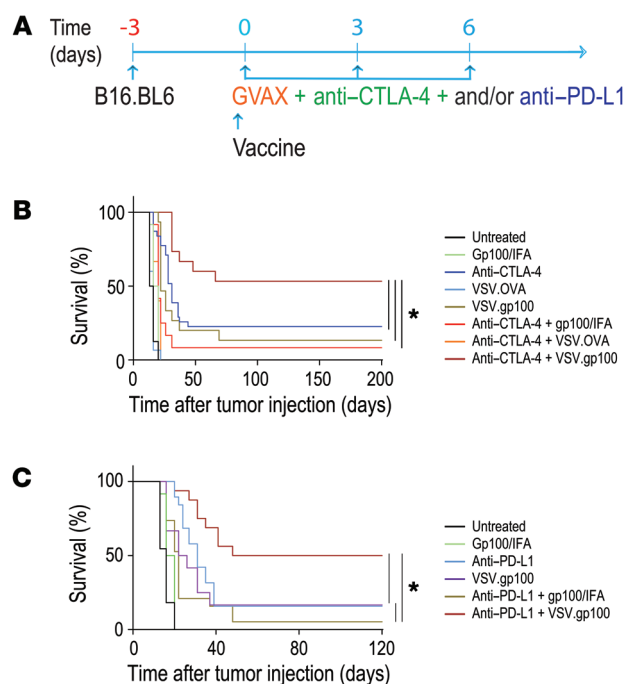 A
Time (days)
-3
0
3
6
B16.BL6
GVAX + anti–CTLA-4 + and/or anti–PD-L1
Vaccine
B
Survival (%)
100
50
0
0
50
100
150
200
Time after tumor injection (days)
Untreated
Gp100/IFA
Anti–CTLA-4
VSV.OVA
VSV.gp100
Anti–CTLA-4 + gp100/IFA
Anti–CTLA-4 + VSV.OVA
Anti–CTLA-4 + VSV.gp100
*
C
Survival (%)
100
50
0
0
40
80
120
Time after tumor injection (days)
Untreated
Gp100/IFA
Anti–PD-L1
VSV.gp100
Anti–PD-L1 + gp100/IFA
Anti–PD-L1 + VSV.gp100
*